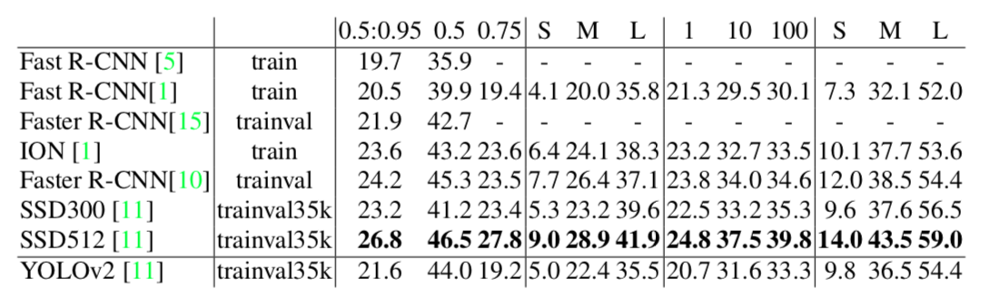 0.5:0.95 0.5 0.75 S M L 1 10 100 S M L
Fast R-CNN [5] train 19.7 35.9 - - - - - - - - - -
Fast R-CNN[1] train 20.5 39.9 19.4 4.1 20.0 35.8 21.3 29.5 30.1 7.3 32.1 52.0
Faster R-CNN[15] trainval 21.9 42.7 - - - - - - - - - -
ION [1] train 23.6 43.2 23.6 6.4 24.1 38.3 23.2 32.7 33.5 10.1 37.7 53.6
Faster R-CNN[10] trainval 24.2 45.3 23.5 7.7 26.4 37.1 23.8 34.0 34.6 12.0 38.5 54.4
SSD300 [11] trainval35k 23.2 41.2 23.4 5.3 23.2 39.6 22.5 33.2 35.3 9.6 37.6 56.5
SSD512 [11] trainval35k 26.8 46.5 27.8 9.0 28.9 41.9 24.8 37.5 39.8 14.0 43.5 59.0
YOLOv2 [11] trainval35k 21.6 44.0 19.2 5.0 22.4 35.5 20.7 31.6 33.3 9.8 36.5 54.4